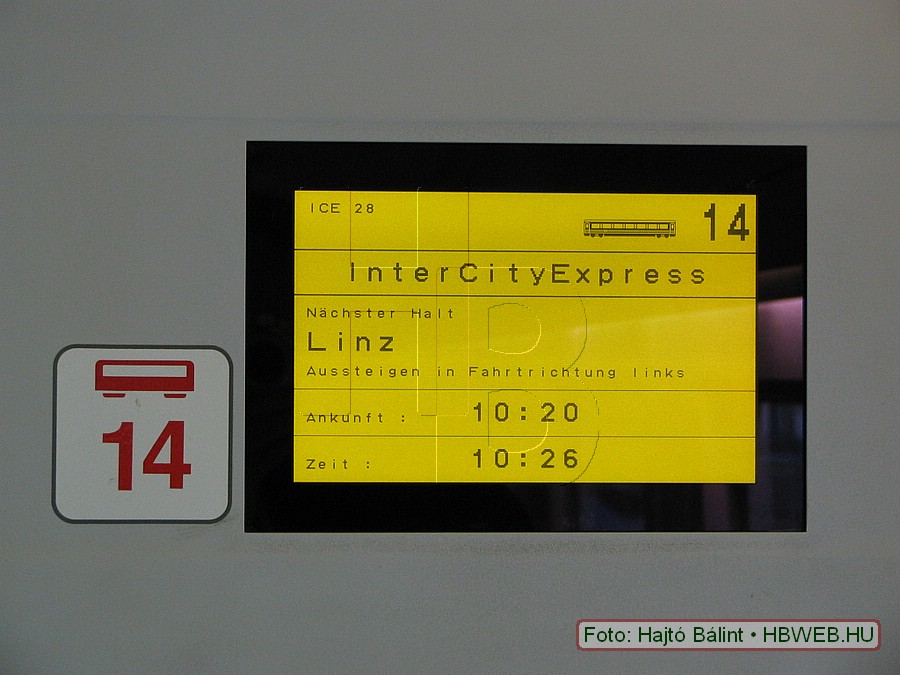 ICE 28
14
InterCityExpress
Nächster Halt
Linz
Aussteigen in Fahrtrichtung links
Ankunft : 10:20
Zeit : 10:26
14
Foto: Hajtó Bálint • HBWEB.HU